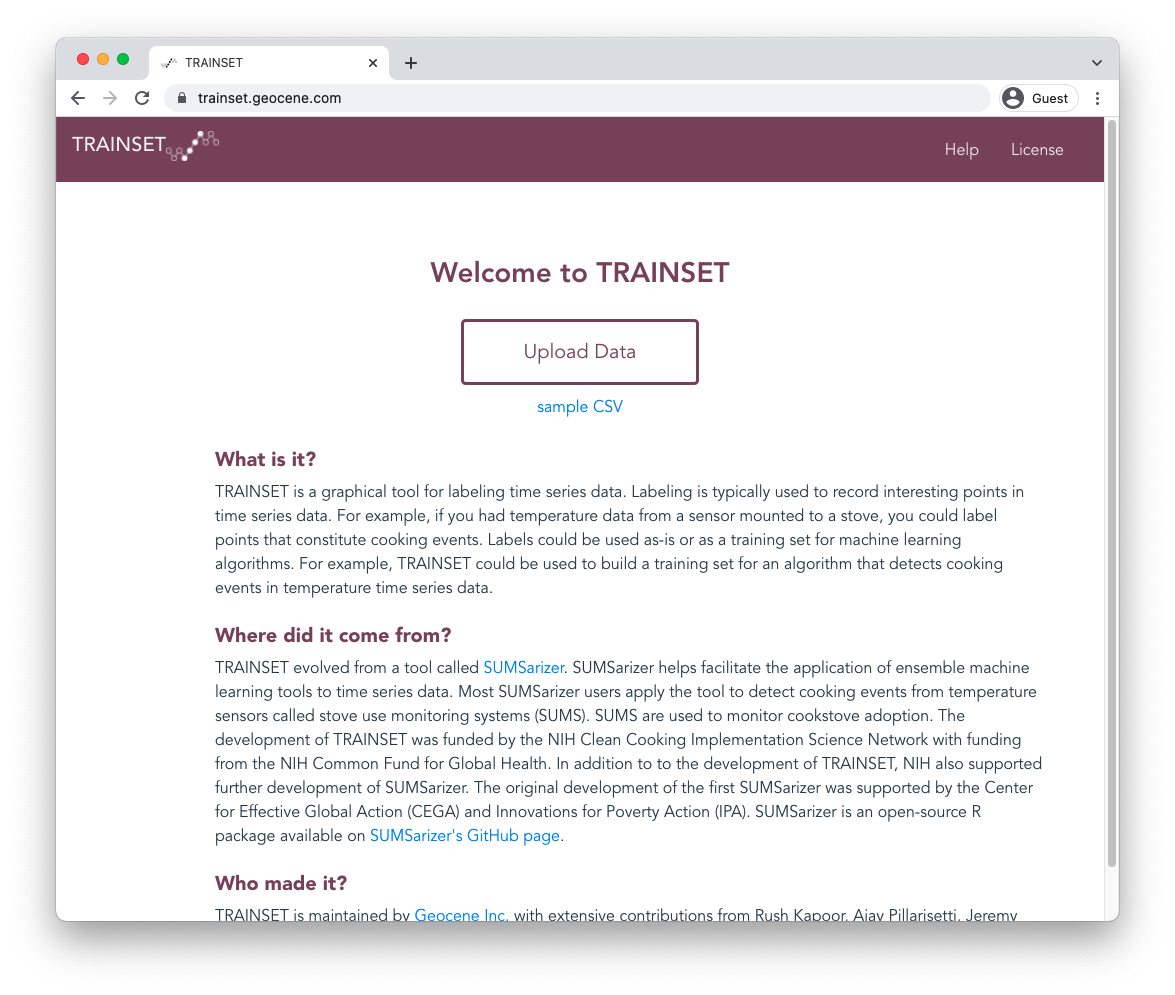 TRAINSET
trainset.geocene.com
Guest
TRAINSET
Help
License
Welcome to TRAINSET
Upload Data
sample CSV
What is it?
TRAINSET is a graphical tool for labeling time series data. Labeling is typically used to record interesting points in
time series data. For example, if you had temperature data from a sensor mounted to a stove, you could label
points that constitute cooking events. Labels could be used as-is or as a training set for machine learning
algorithms. For example, TRAINSET could be used to build a training set for an algorithm that detects cooking
events in temperature time series data.
Where did it come from?
TRAINSET evolved from a tool called SUMSarizer. SUMSarizer helps facilitate the application of ensemble machine
learning tools to time series data. Most SUMSarizer users apply the tool to detect cooking events from temperature
sensors called stove use monitoring systems (SUMS). SUMS are used to monitor cookstove adoption. The
development of TRAINSET was funded by the NIH Clean Cooking Implementation Science Network with funding
from the NIH Common Fund for Global Health. In addition to to the development of TRAINSET, NIH also supported
further development of SUMSarizer. The original development of the first SUMSarizer was supported by the Center
for Effective Global Action (CEGA) and Innovations for Poverty Action (IPA). SUMSarizer is an open-source R
package available on SUMSarizer's GitHub page.
Who made it?
TRAINSET is maintained by Geocene Inc. with extensive contributions from Rush Kapoor, Ajay Pillarisetti, Jeremy